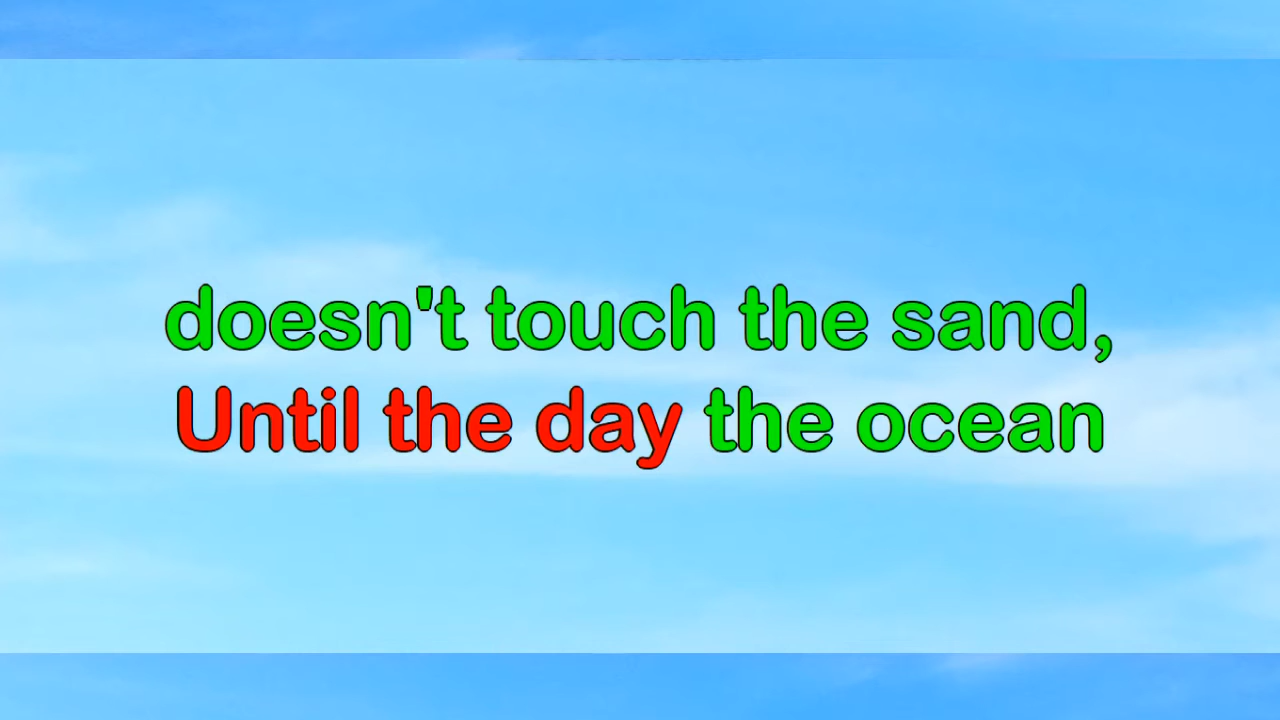 doesn't touch the sand,
Until the day the ocean